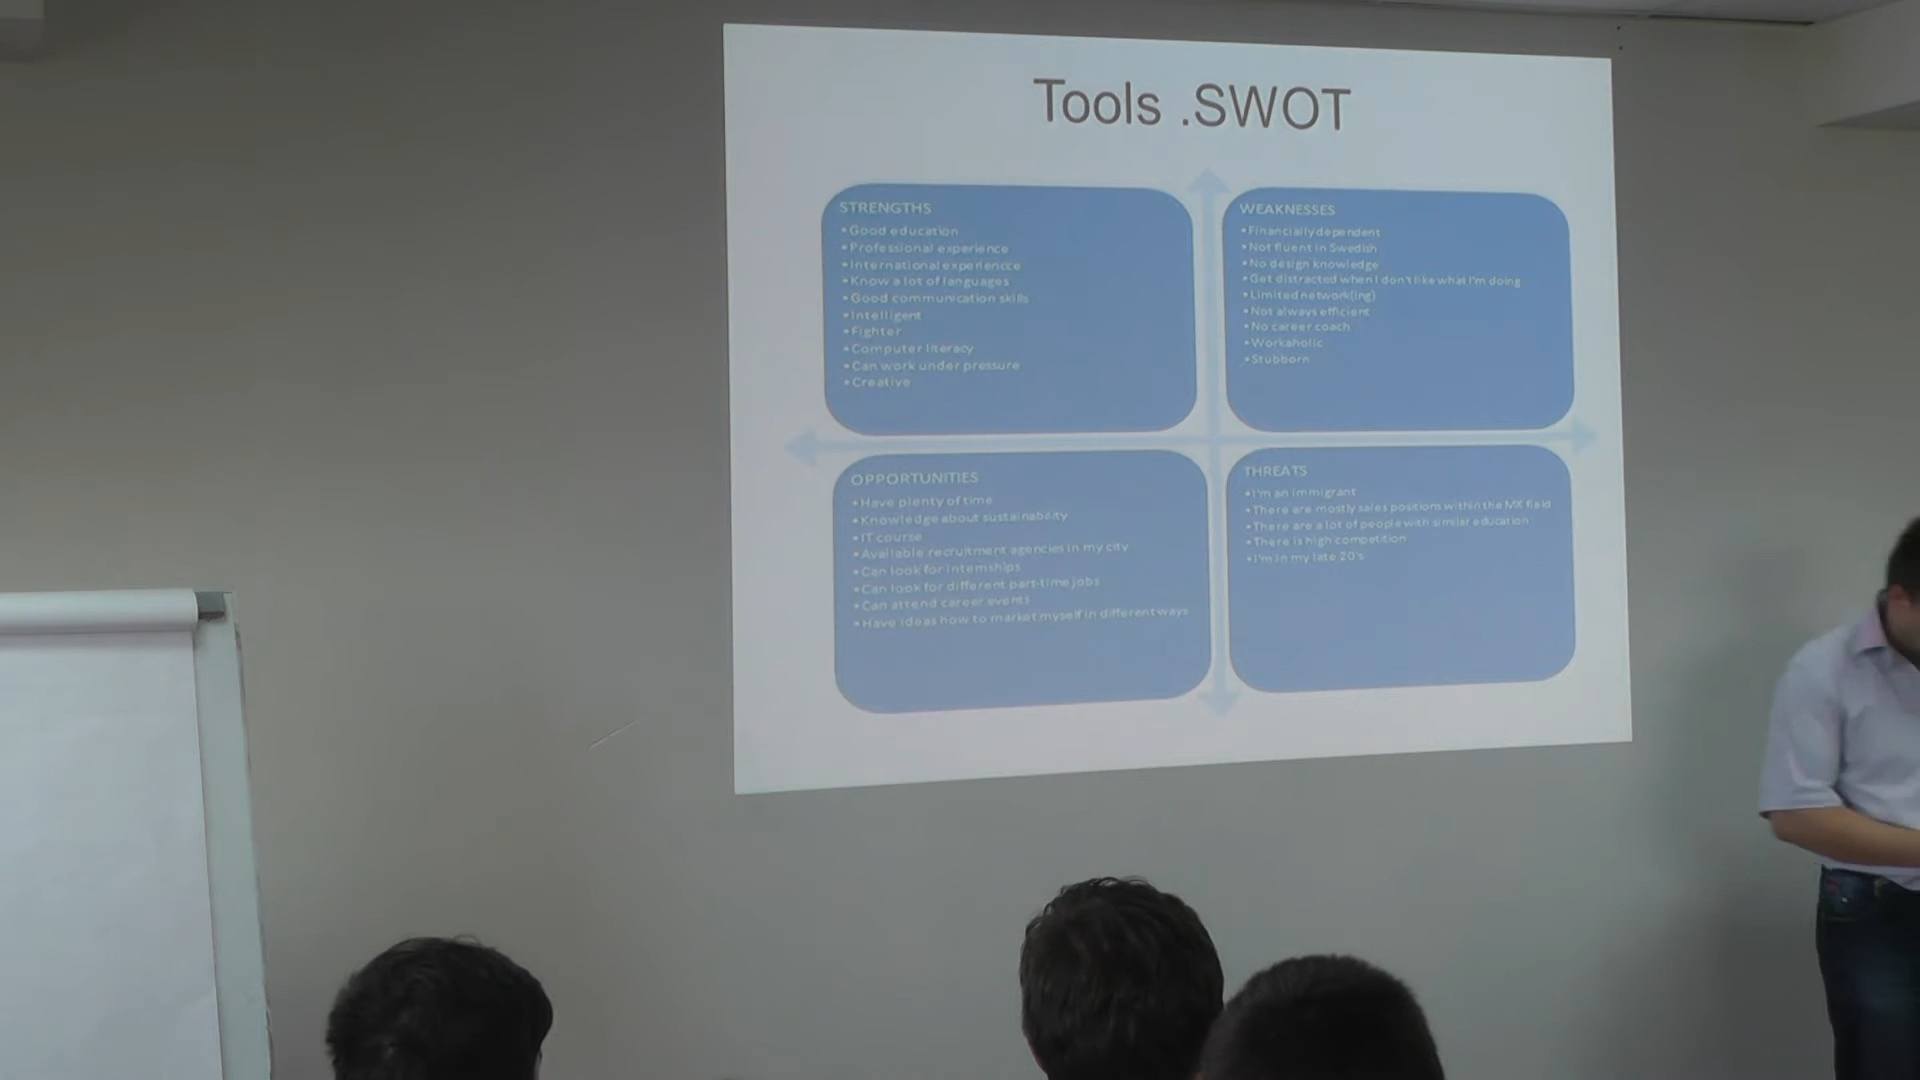 Tools .SWOT
STRENGTHS
•Good education
•Professional experience
•International experiencce
•Know a lot of languages
•Good communication skills
•Intelligent
•Fighter
•Computer literacy
•Can work under pressure
•Creative
WEAKNESSES
•Financially dependent
•Not fluent in Swedish
•No design knowledge
•Get distracted when I don't like what I'm doing
•Limited network(ing)
•Not always efficient
•No career coach
•Workaholic
•Stubborn
OPPORTUNITIES
•Have plenty of time
•Knowledge about sustainability
•IT course
•Available recruitment agencies in my city
•Can look for internships
•Can look for different part-time jobs
•Can attend career events
•Have ideas how to market myself in different ways
THREATS
•I'm an immigrant
•There are mostly sales positions within the MX field
•There are a lot of people with similar education
•There is high competition
•I'm in my late 20's